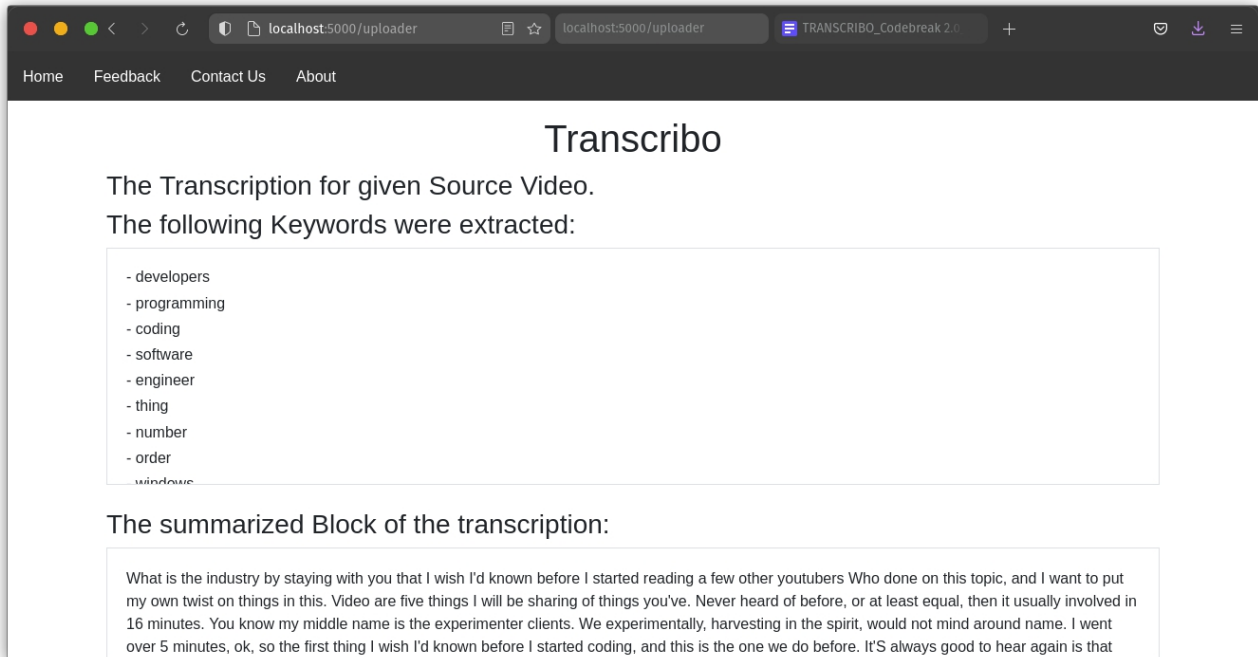 localhost:5000/uploader
localhost:5000/uploader
TRANSCRIBO_Codebreak 2.
Home
Feedback
Contact Us
About
Transcribo
The Transcription for given Source Video.
The following Keywords were extracted:
- developers
- programming
- coding
- software
- engineer
- thing
- number
- order
- windows
The summarized Block of the transcription:
What is the industry by staying with you that I wish I'd known before I started reading a few other youtubers Who done on this topic, and I want to put
my own twist on things in this. Video are five things I will be sharing of things you've. Never heard of before, or at least equal, then it usually involved in
16 minutes. You know my middle name is the experimenter clients. We experimentally, harvesting in the spirit, would not mind around name. I went
over 5 minutes, ok, so the first thing I wish I'd known before I started coding, and this is the one we do before. It'S always good to hear again is that